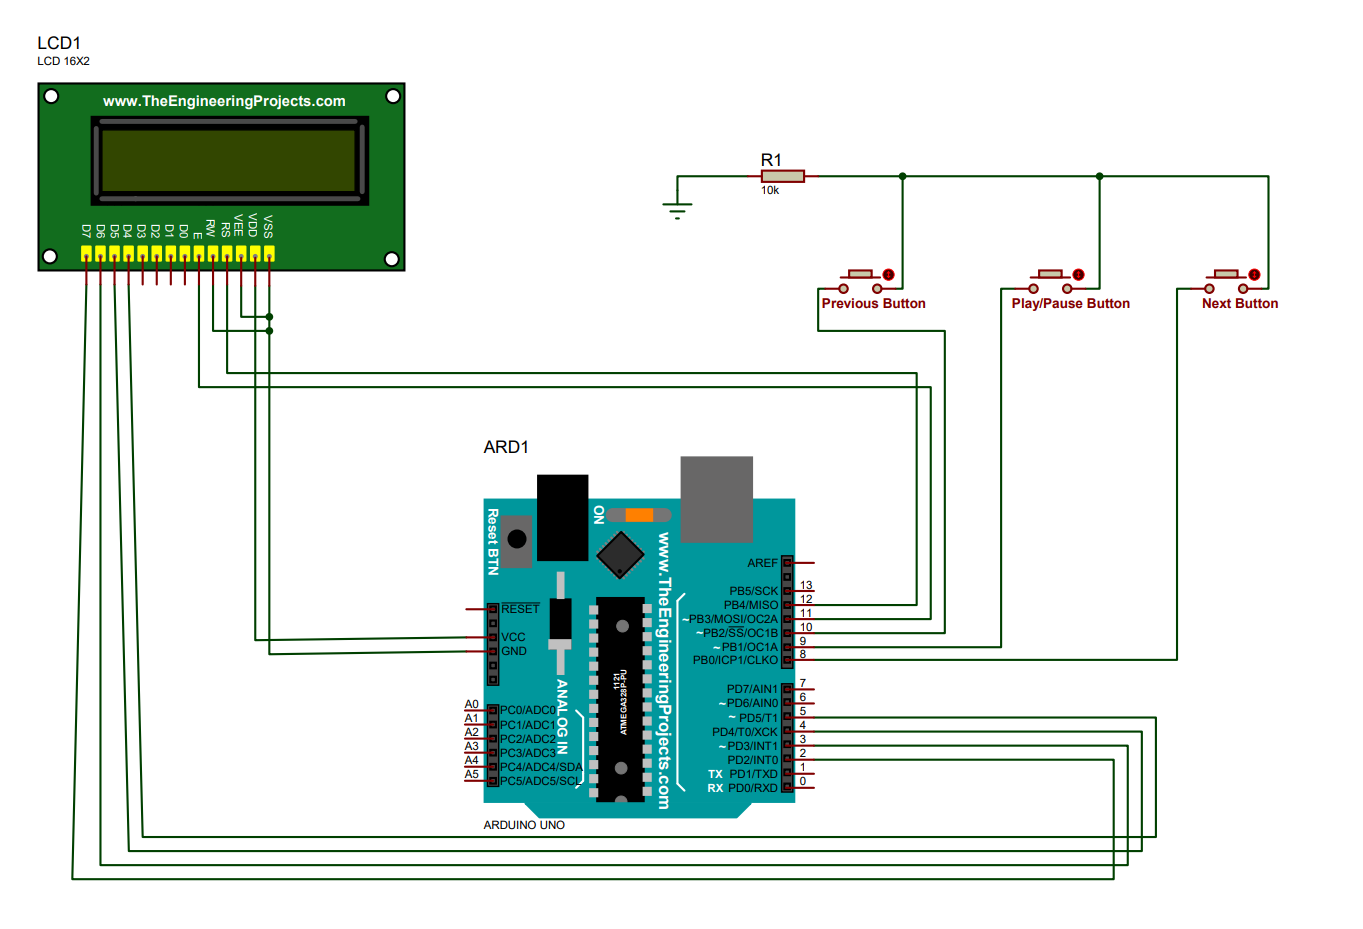 LCD1
LCD 16X2
www.TheEngineeringProjects.com
D7
D6
D5
D4
D3
D2
D1
D0
E
RW
RS
VEE
VDD
VSS
R1
10k
Previous Button
Play/Pause Button
Next Button
ARD1
Reset BTN
ON
www.TheEngineeringProjects.com
RESET
VCC
GND
ANALOG IN
1121
ATMEGA328P-PU
A0 PC0/ADC0
A1 PC1/ADC1
A2 PC2/ADC2
A3 PC3/ADC3
A4 PC4/ADC4/SDA
A5 PC5/ADC5/SCL
AREF
PB5/SCK 13
PB4/MISO 12
~PB3/MOSI/OC2A 11
~PB2/SS/OC1B 10
~PB1/OC1A 9
PB0/ICP1/CLKO 8
PD7/AIN1 7
~PD6/AIN0 6
~PD5/T1 5
PD4/T0/XCK 4
~PD3/INT1 3
PD2/INT0 2
TX PD1/TXD 1
RX PD0/RXD 0
ARDUINO UNO